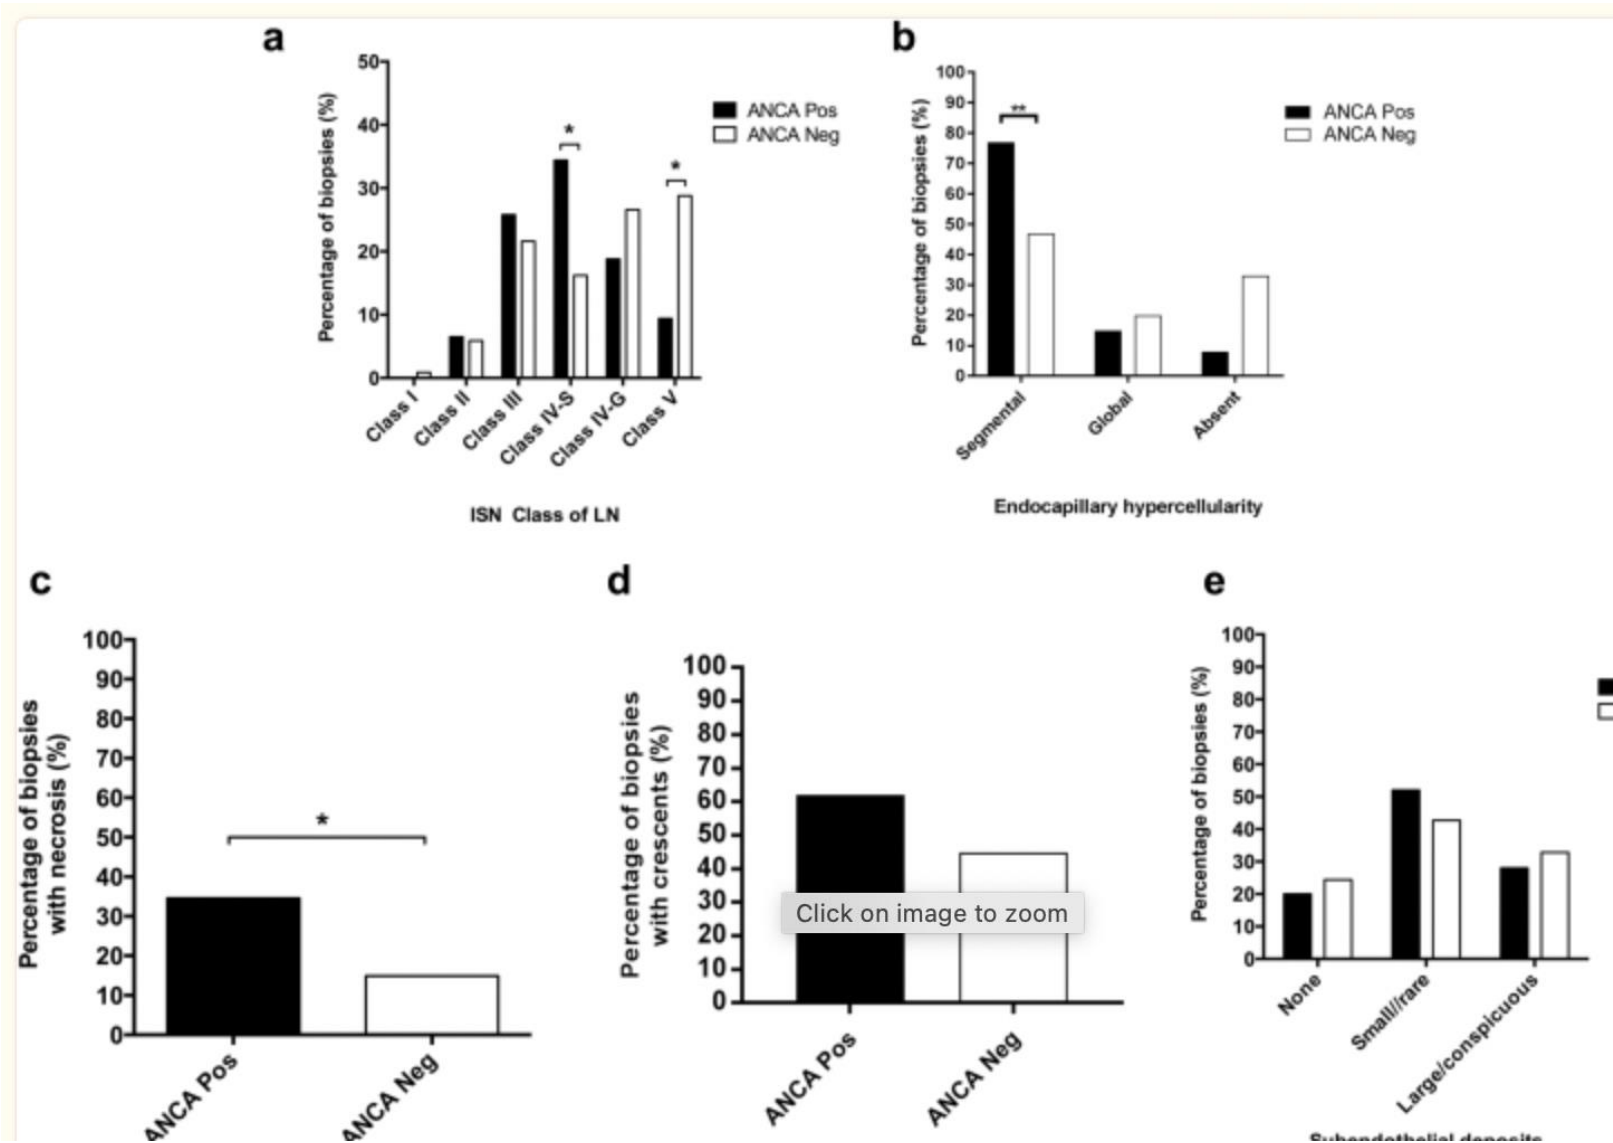 a
50
40
30
20
10
0
Percentage of biopsies (%)
ANCA Pos
ANCA Neg
*
*
Class I
Class II
Class III
Class IV-S
Class IV-G
Class V
ISN Class of LN
b
100
90
80
70
60
50
40
30
20
10
0
Percentage of biopsies (%)
**
ANCA Pos
ANCA Neg
Segmental
Global
Absent
Endocapillary hypercellularity
c
100
90
80
70
60
50
40
30
20
10
0
Percentage of biopsies
with necrosis (%)
*
ANCA Pos
ANCA Neg
d
100
90
80
70
60
50
40
30
20
10
0
Percentage of biopsies
with crescents (%)
Click on image to zoom
ANCA Pos
ANCA Neg
e
100
90
80
70
60
50
40
30
20
10
0
Percentage of biopsies (%)
None
Small//rare
Large/conspicuous
Subendothelial deposits